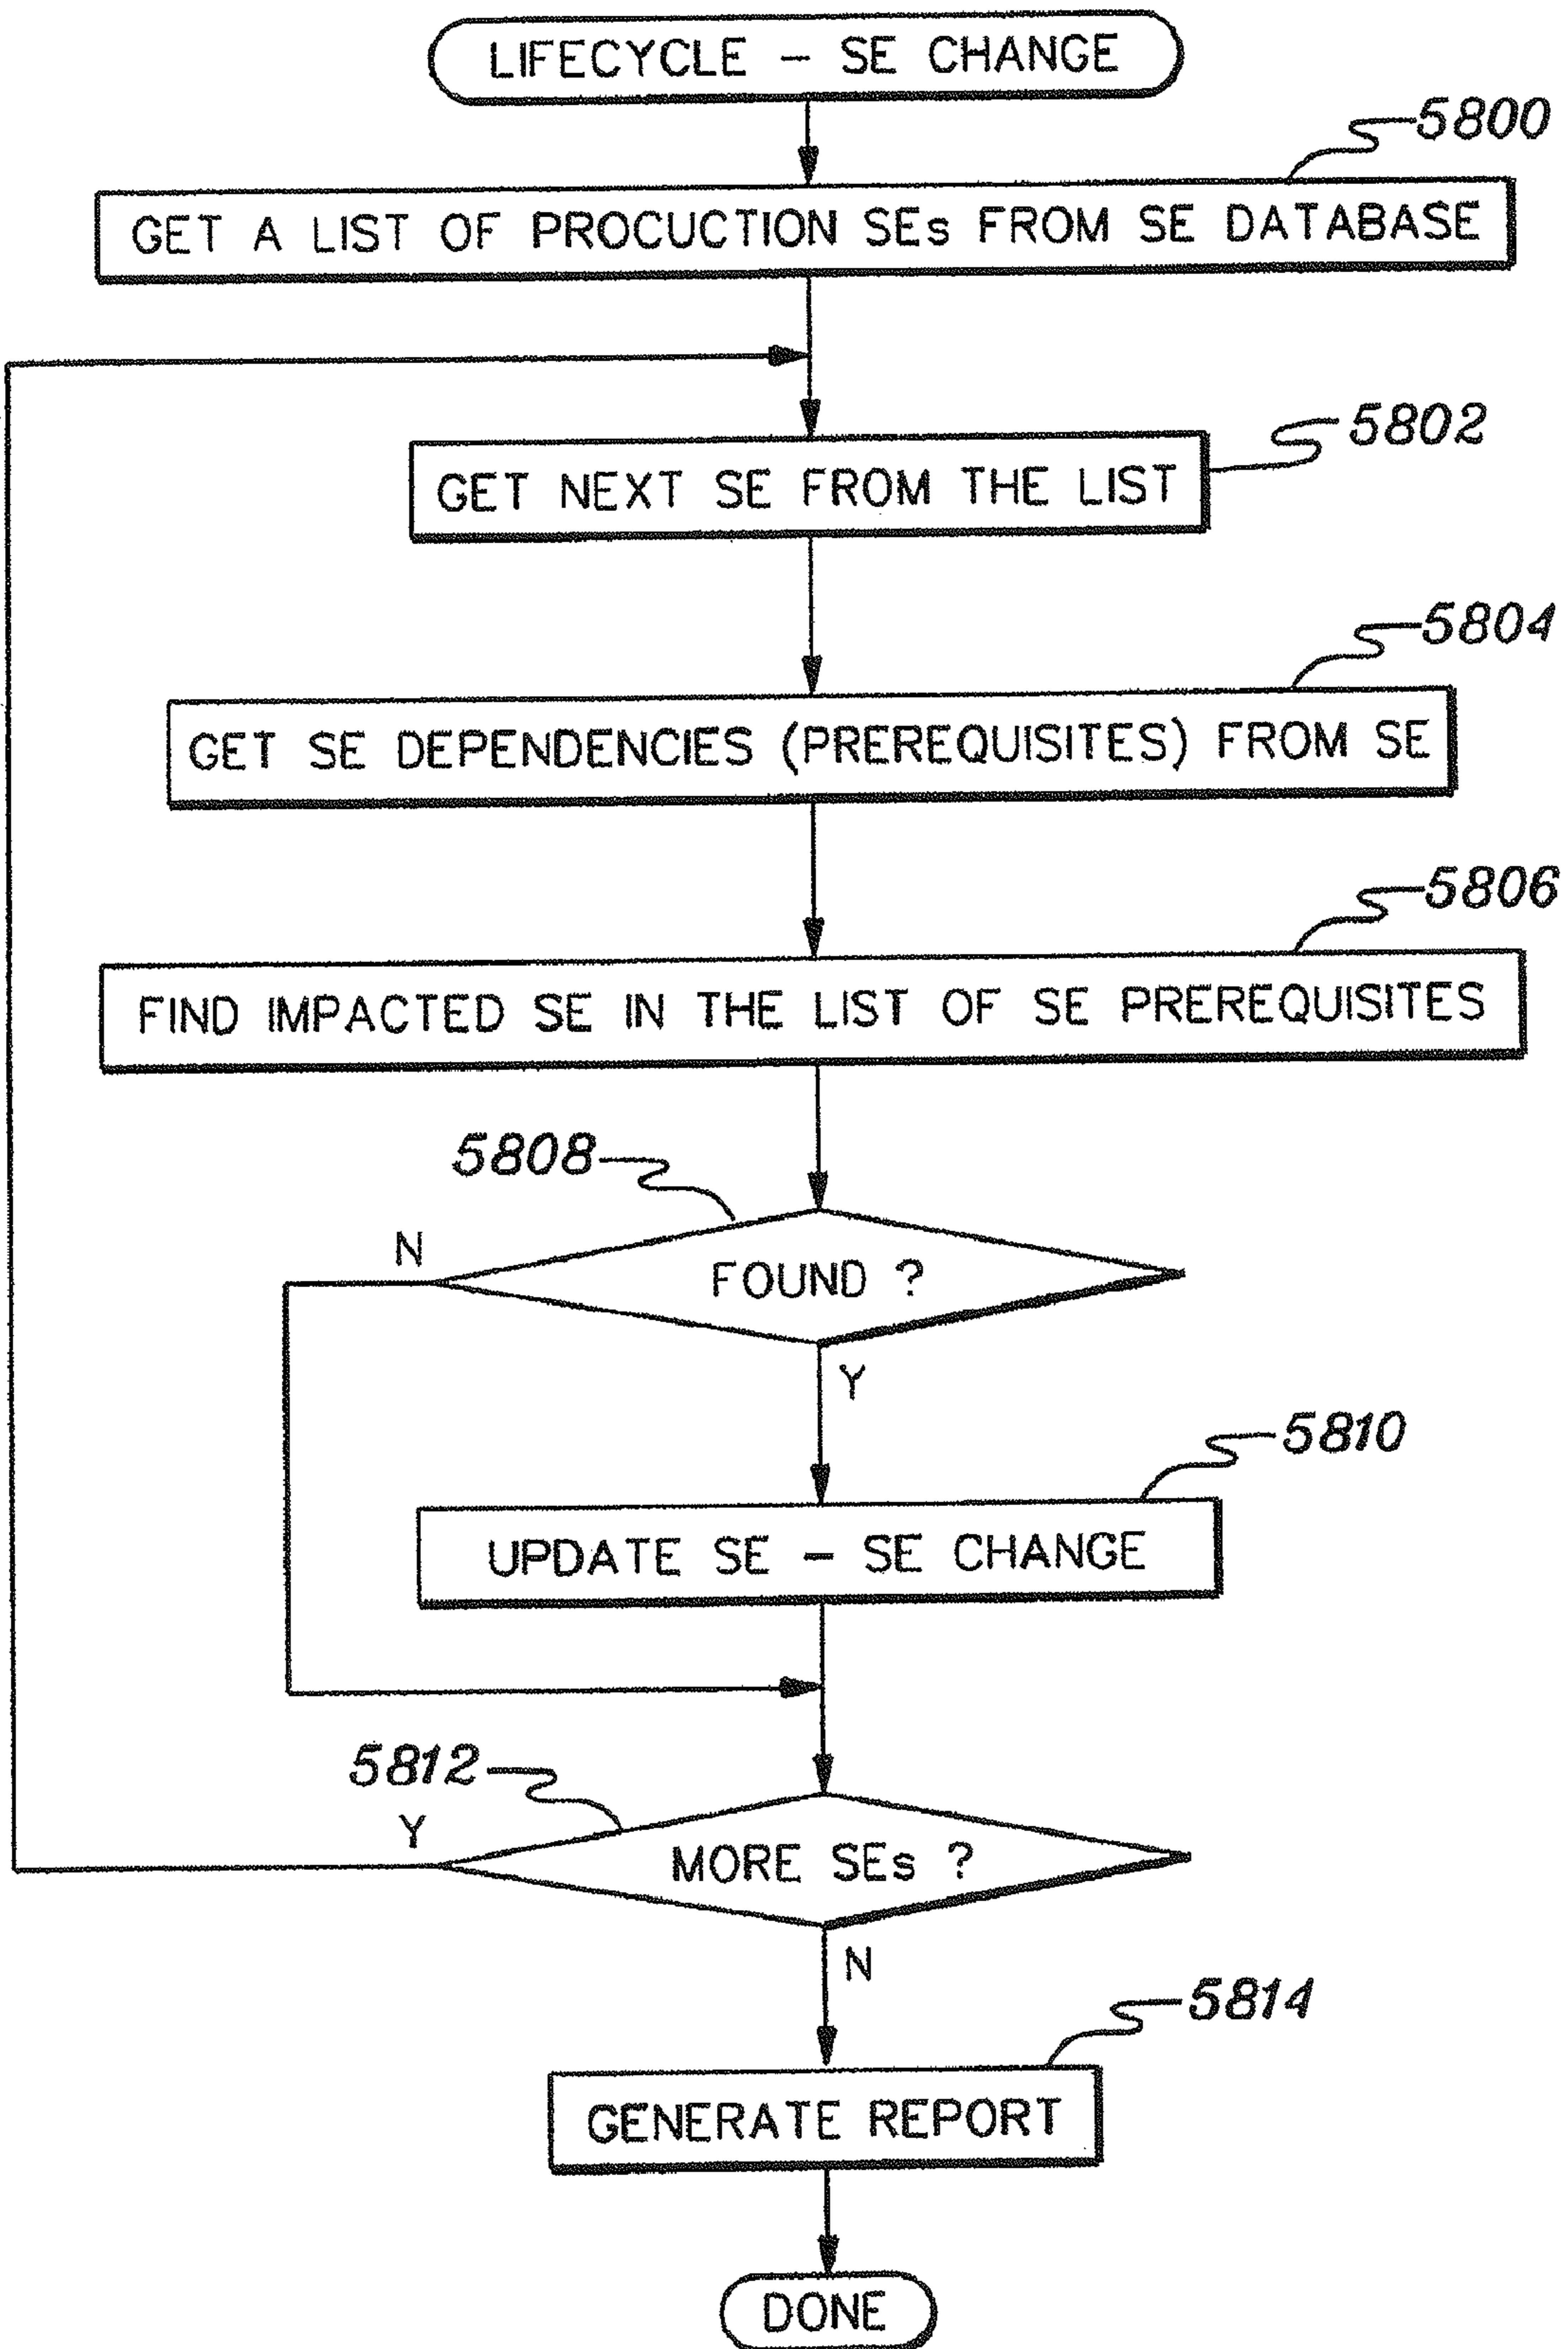 LIFECYCLE – SE CHANGE
5800
GET A LIST OF PROCUCTION SEs FROM SE DATABASE
5802
GET NEXT SE FROM THE LIST
5804
GET SE DEPENDENCIES (PREREQUISITES) FROM SE
5806
FIND IMPACTED SE IN THE LIST OF SE PREREQUISITES
5808
N
FOUND ?
Y
5810
UPDATE SE – SE CHANGE
5812
Y
MORE SEs ?
N
5814
GENERATE REPORT
DONE